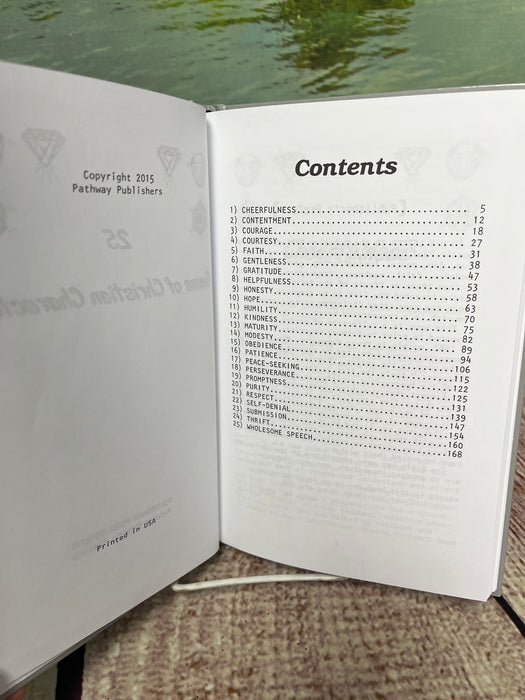 Copyright 2015
Pathway Publishers
Printed in USA
Contents
1) CHEERFULNESS........................................ 5
2) CONTENTMENT........................................ 12
3) COURAGE........................................ 18
4) COURTESY........................................ 27
5) FAITH........................................ 31
6) GENTLENESS........................................ 38
7) GRATITUDE........................................ 47
8) HELPFULNESS........................................ 53
9) HONESTY........................................ 58
10) HOPE........................................ 63
11) HUMILITY........................................ 70
12) KINDNESS........................................ 75
13) MATURITY........................................ 82
14) MODESTY........................................ 89
15) OBEDIENCE........................................ 94
16) PATIENCE........................................106
17) PEACE-SEEKING........................................115
18) PERSEVERANCE........................................122
19) PROMPTNESS........................................125
20) PURITY........................................131
21) RESPECT........................................139
22) SELF-DENIAL........................................147
23) SUBMISSION........................................154
24) THRIFT........................................160
25) WHOLESOME SPEECH........................................168